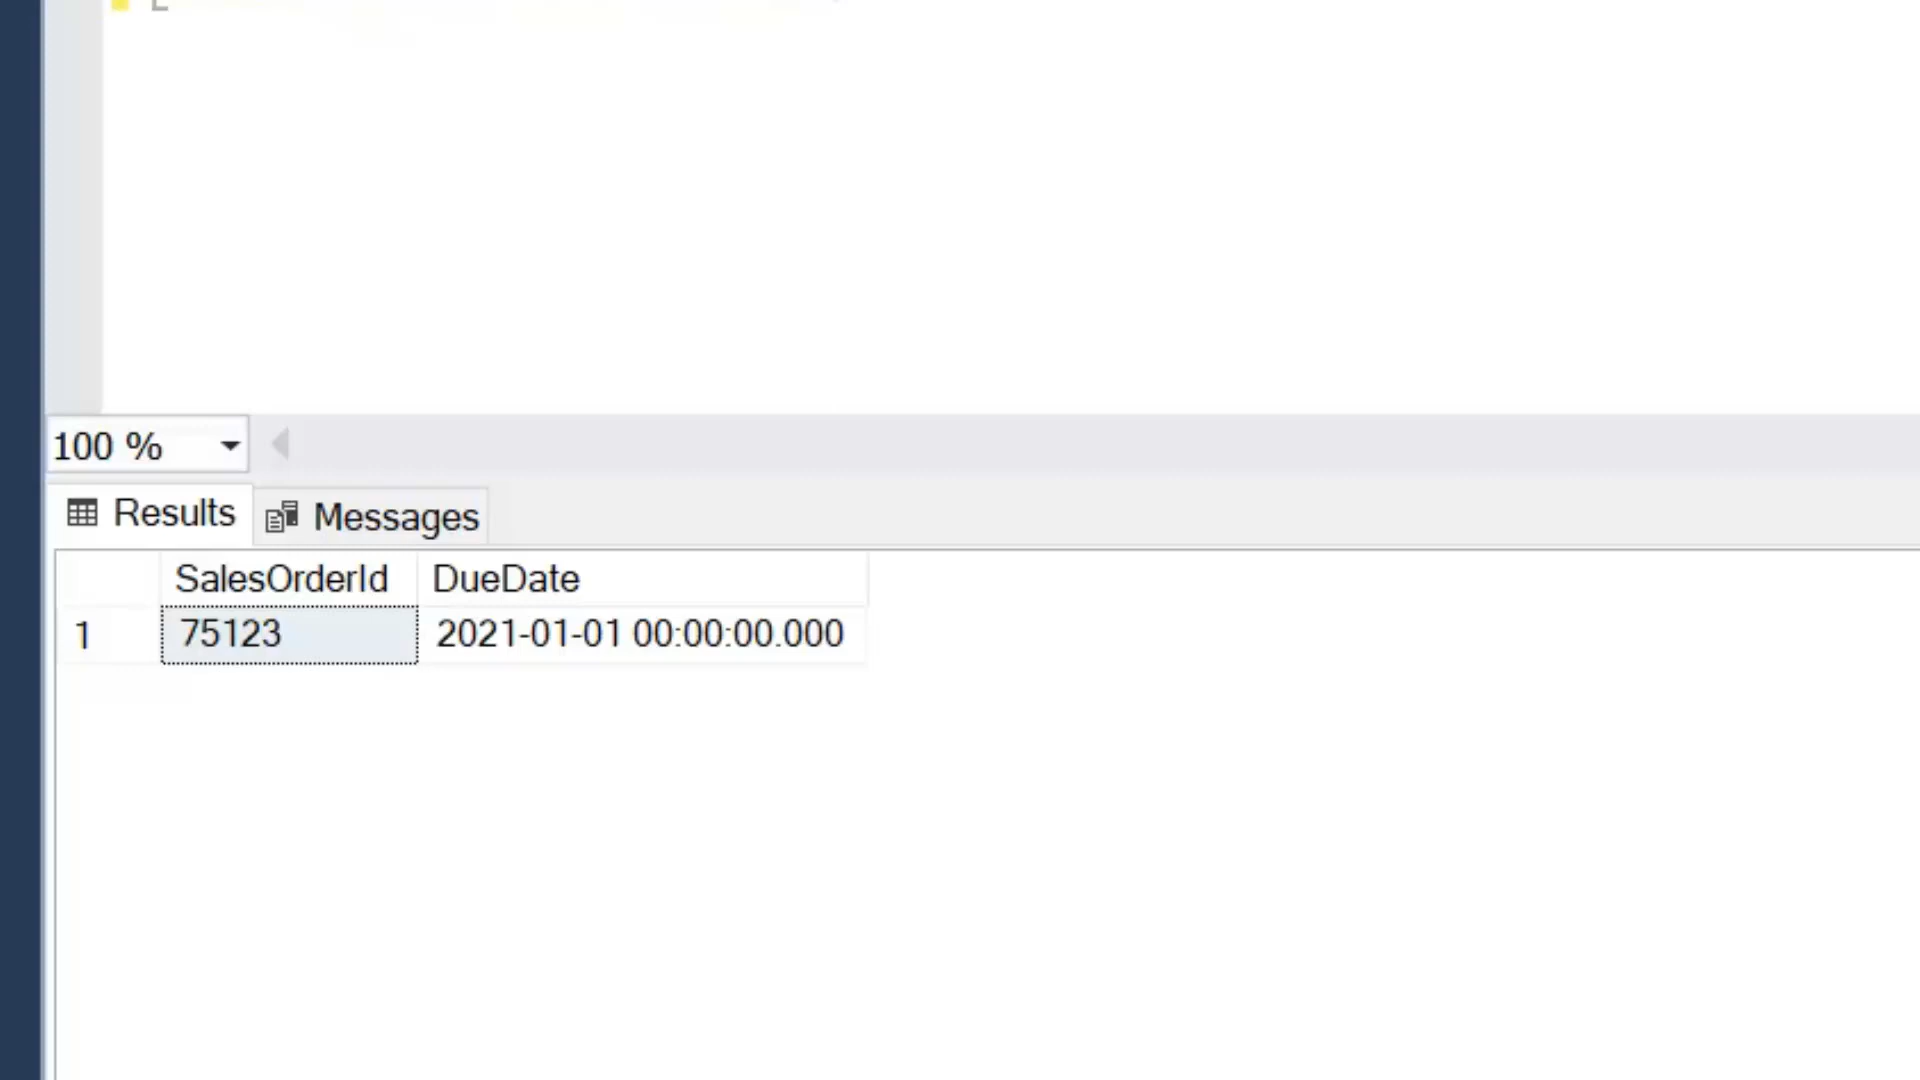 100 %
Results Messages
SalesOrderId DueDate
1 75123 2021-01-01 00:00:00.000